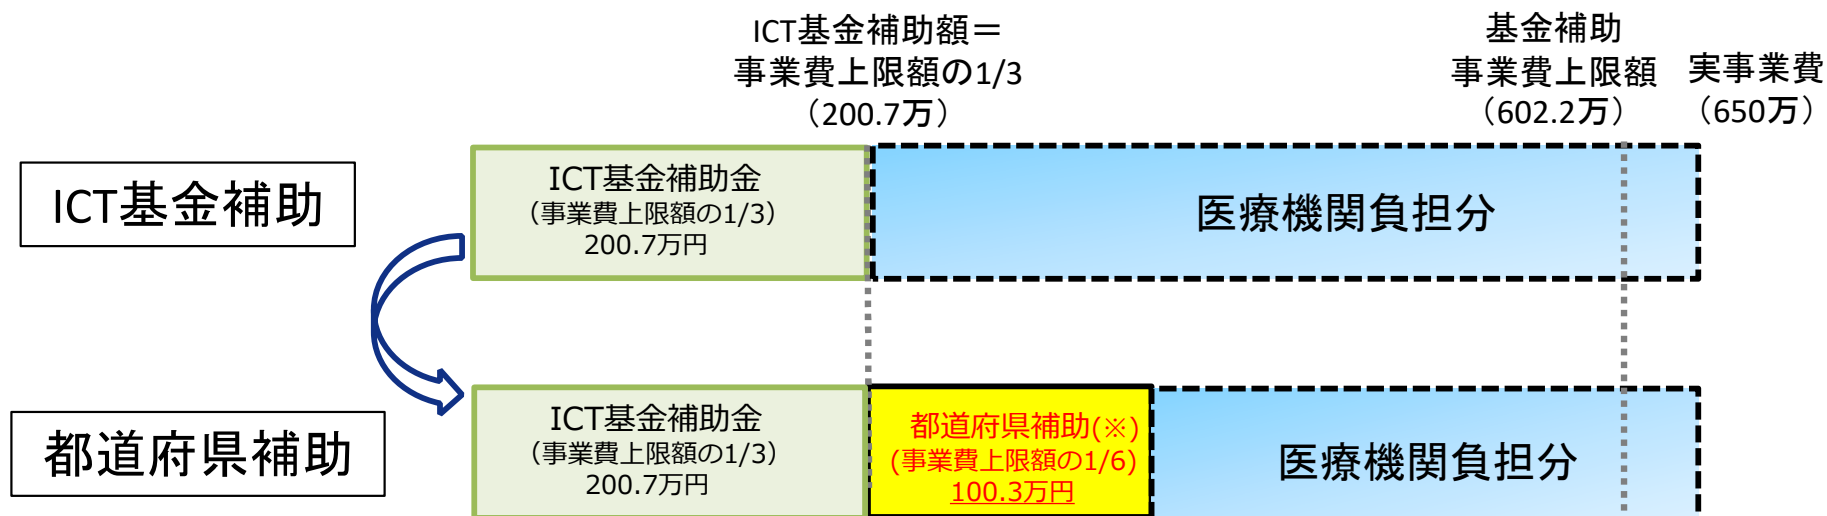 ICT基金補助額＝
事業費上限額の1/3
（200.7万）
基金補助
事業費上限額
（602.2万）
実事業費
（650万）
ICT基金補助
ICT基金補助金
（事業費上限額の1/3）
200.7万円
医療機関負担分
都道府県補助
ICT基金補助金
（事業費上限額の1/3）
200.7万円
都道府県補助(※)
(事業費上限額の1/6)
100.3万円
医療機関負担分